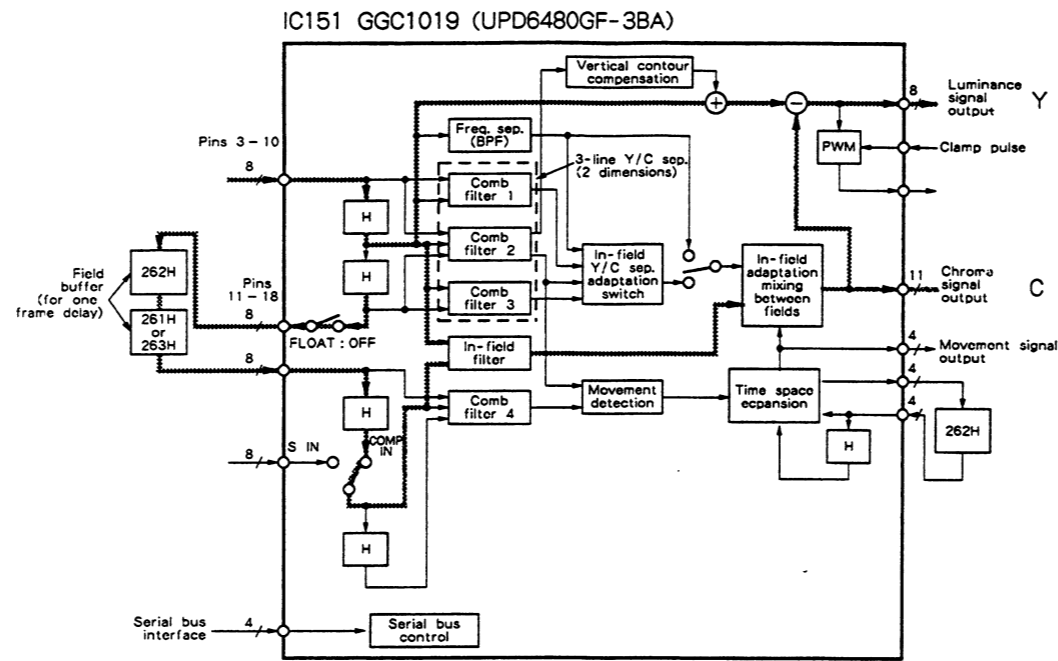 IC151 GGC1019 (UPD6480GF-3BA)
Vertical contour
compensation
8
Luminance
signal
output
Y
+
−
Freq. sep.
(BPF)
PWM
Clamp pulse
Pins 3 - 10
8
3-line Y/C sep.
(2 dimensions)
Comb
filter 1
H
Comb
filter 2
In-field
Y/C sep.
adaptation
switch
In-field
adaptation
mixing
between
fields
11
Chroma
signal
output
C
Field
buffer
(for one
frame delay)
262H
261H
or
263H
Pins
11 - 18
8
H
Comb
filter 3
FLOAT : OFF
In-field
filter
4
Movement signal
output
8
H
Comb
filter 4
Movement
detection
Time space
ecpansion
4
4
262H
H
S IN
8
COMP
IN
H
Serial bus
interface
4
Serial bus
control